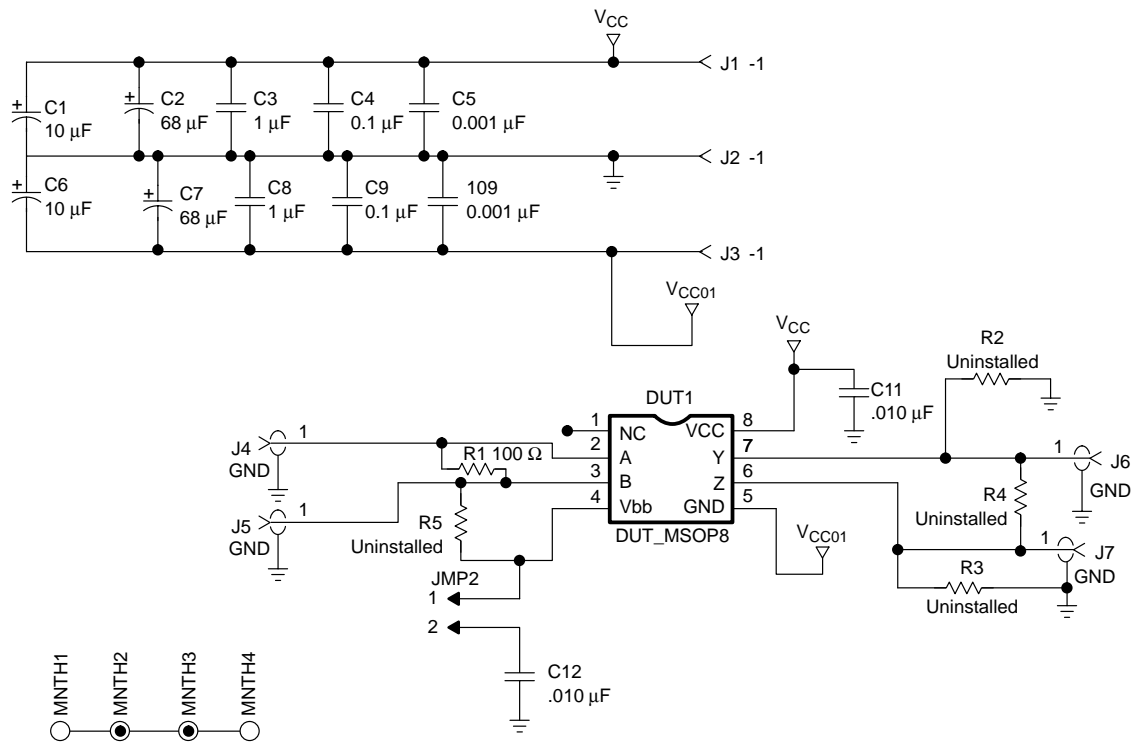 VCC
J1 -1
C1
10 µF
C2
68 µF
C3
1 µF
C4
0.1 µF
C5
0.001 µF
J2 -1
C6
10 µF
C7
68 µF
C8
1 µF
C9
0.1 µF
109
0.001 µF
J3 -1
VCC01
VCC
R2
Uninstalled
C11
.010 µF
DUT1
J4
1
GND
R1 100 Ω
1
2
3
4
NC
A
B
Vbb
VCC
Y
Z
GND
8
7
6
5
DUT_MSOP8
J5
1
GND
R5
Uninstalled
VCC01
1
J6
GND
R4
Uninstalled
1
J7
GND
R3
Uninstalled
JMP2
1
2
C12
.010 µF
MNTH1
MNTH2
MNTH3
MNTH4